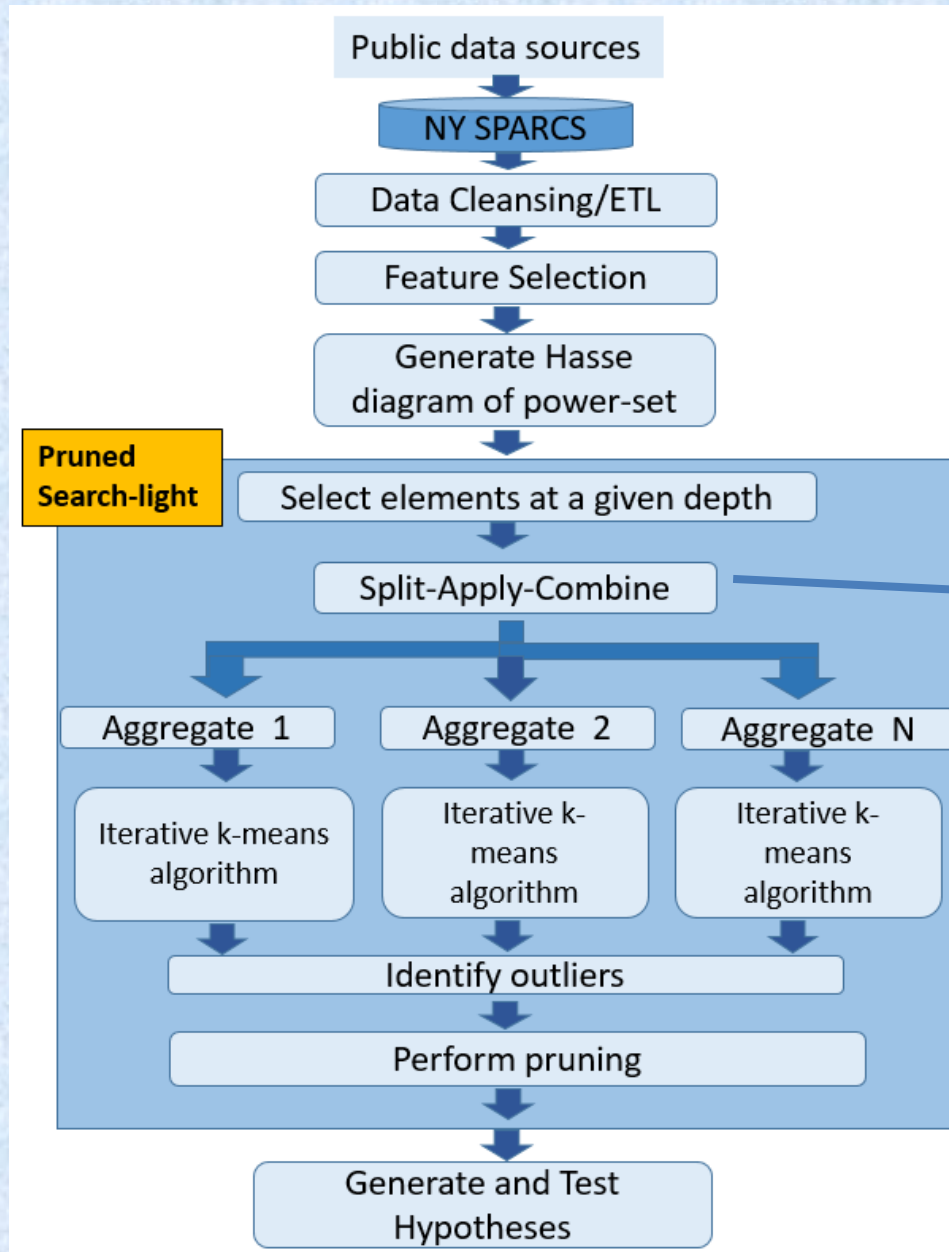 Public data sources
NY SPARCS
Data Cleansing/ETL
Feature Selection
Generate Hasse
diagram of power-set
Pruned
Search-light
Select elements at a given depth
Split-Apply-Combine
Aggregate 1
Aggregate 2
Aggregate N
Iterative k-means
algorithm
Iterative k-
means
algorithm
Iterative k-
means
algorithm
Identify outliers
Perform pruning
Generate and Test
Hypotheses